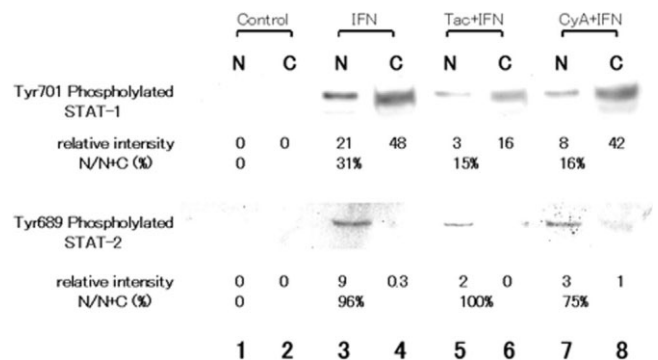 Control IFN Tac+IFN CyA+IFN
N C N C N C N C
Tyr701 Phospholylated
STAT-1
relative intensity 0 0 21 48 3 16 8 42
N/N+C (%) 0 31% 15% 16%
Tyr689 Phospholylated
STAT-2
relative intensity 0 0 9 0.3 2 0 3 1
N/N+C (%) 0 96% 100% 75%
1 2 3 4 5 6 7 8